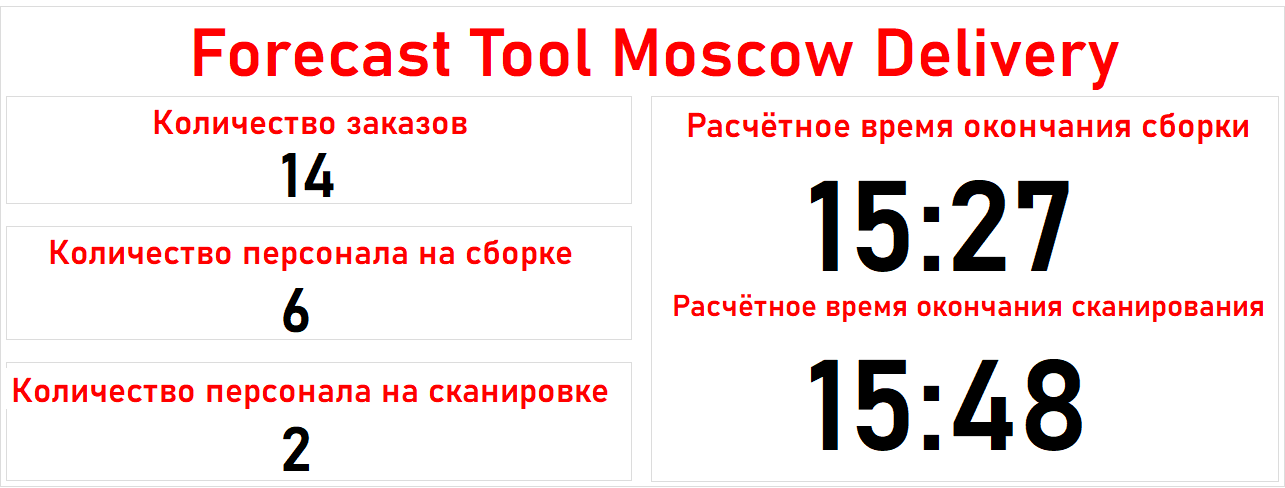 Forecast Tool Moscow Delivery
Количество заказов
14
Количество персонала на сборке
6
Количество персонала на сканировке
2
Расчётное время окончания сборки
15:27
Расчётное время окончания сканирования
15:48